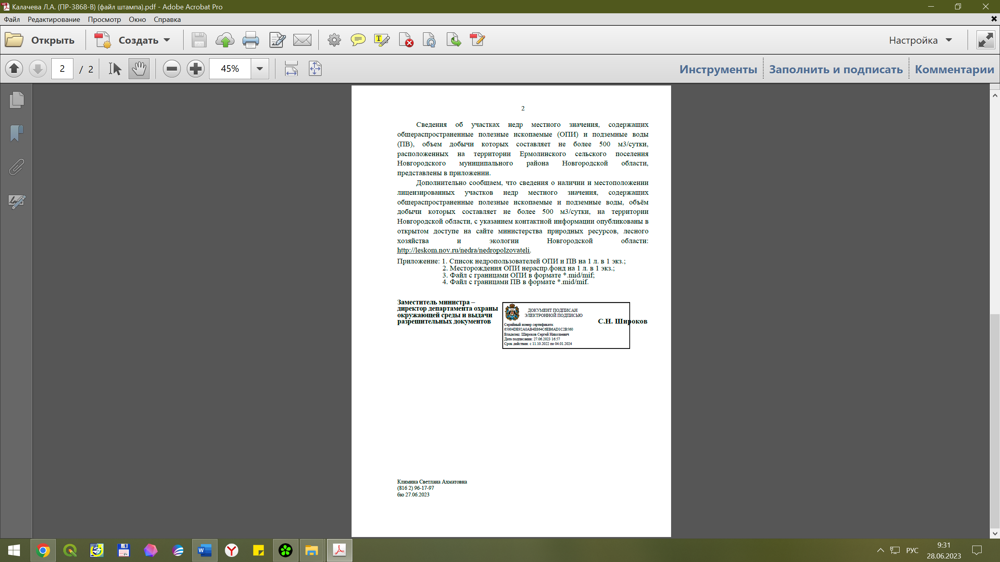 Калачева Л.А. (ПР-3868-В) (файл штампа).pdf - Adobe Acrobat Pro
Файл Редактирование Просмотр Окно Справка
Открыть Создать Настройка
2 / 2 45% Инструменты Заполнить и подписать Комментарии
2
Сведения об участках недр местного значения, содержащих
общераспространенные полезные ископаемые (ОПИ) и подземные воды
(ПВ), объем добычи которых составляет не более 500 м3/сутки,
расположенных на территории Ермолинского сельского поселения
Новгородского муниципального района Новгородской области,
представлены в приложении.
Дополнительно сообщаем, что сведения о наличии и местоположении
лицензированных участков недр местного значения, содержащих
общераспространенные полезные ископаемые и подземные воды, объём
добычи которых составляет не более 500 м3/сутки, на территории
Новгородской области, с указанием контактной информации опубликованы в
открытом доступе на сайте министерства природных ресурсов, лесного
хозяйства и экологии Новгородской области:
http://leskom.nov.ru/nedra/nedropolzovateli.
Приложение: 1. Список недропользователей ОПИ и ПВ на 1 л. в 1 экз.;
2. Месторождения ОПИ нераспр.фонд на 1 л. в 1 экз.;
3. Файл с границами ОПИ в формате *.mid/mif;
4. Файл с границами ПВ в формате *.mid/mif.
Заместитель министра –
директор департамента охраны
окружающей среды и выдачи
разрешительных документов
ДОКУМЕНТ ПОДПИСАН
ЭЛЕКТРОННОЙ ПОДПИСЬЮ
Серийный номер сертификата:
65004DE92A0AB4E864C6EB6AD1C2B560
Владелец: Широков Сергей Николаевич
Дата подписания: 27.06.2023 16:57
Срок действия: с 11.10.2022 по 04.01.2024
С.Н. Широков
Климина Светлана Ахматовна
(816 2) 96-17-97
бю 27.06.2023
РУС
9:31
28.06.2023